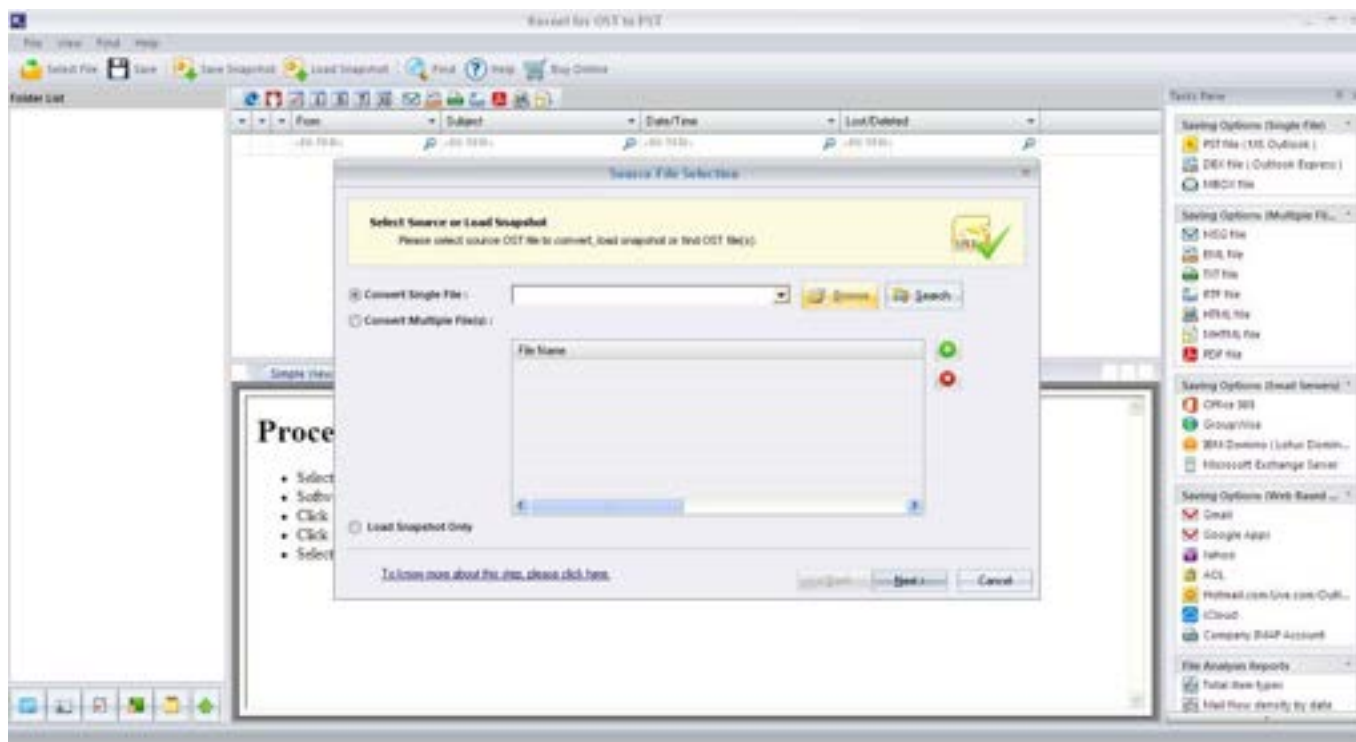 Kernel for OST to PST
File View Find Help
Select File Save Save Snapshot Load Snapshot Find Help Buy Online
Folder List
From Subject Date/Time Lost/Deleted
Source File Selection
Select Source or Load Snapshot
Please select source OST file to convert, load snapshot or find OST file(s)
Convert Single File :
Browse
Search
Convert Multiple File(s) :
File Name
Load Snapshot Only
To know more about this step, please click here.
Next >
Cancel
Simple View
Proce
Select
Softw
Click
Click
Select
Tasks Pane
Saving Options (Single File)
PST file ( MS Outlook )
DBX file ( Outlook Express )
MBOX file
Saving Options (Multiple Fil...
MSG file
EML file
TXT file
RTF file
HTML file
MHTML file
PDF file
Saving Options (Email Servers)
Office 365
GroupWise
IBM Domino ( Lotus Domin...
Microsoft Exchange Server
Saving Options (Web Based ...
Gmail
Google Apps
Yahoo
AOL
Hotmail.com/Live.com/Outl...
iCloud
Company IMAP Account
File Analysis Reports
Total item types
Mail flow density by date